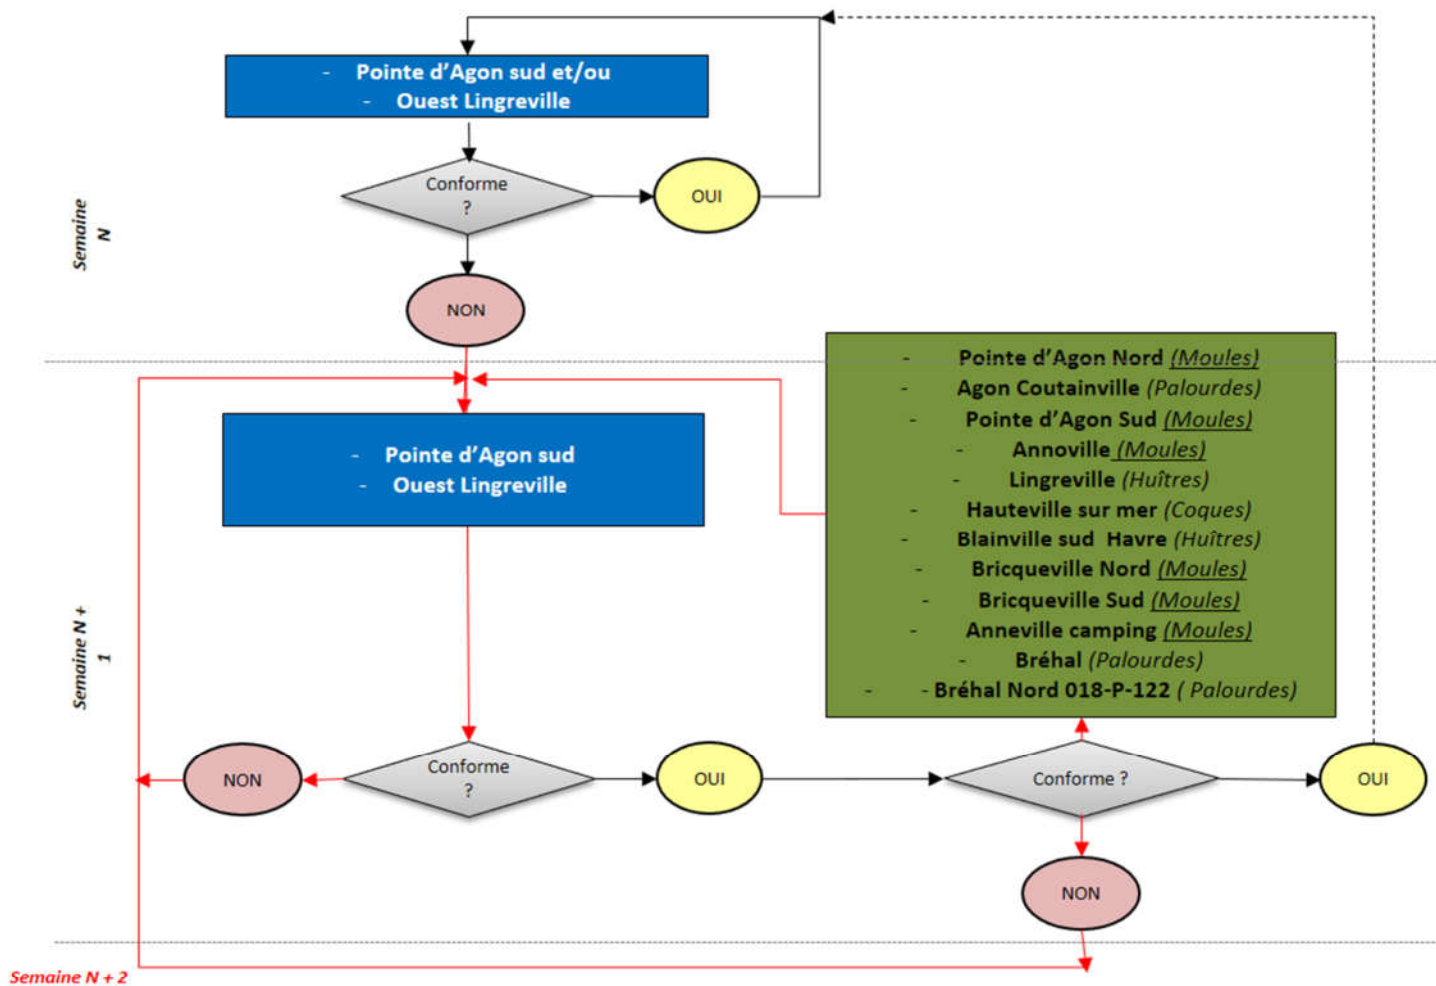 - Pointe d’Agon sud et/ou
- Ouest Lingreville
Conforme
?
OUI
NON
Semaine
N
- Pointe d’Agon sud
- Ouest Lingreville
- Pointe d’Agon Nord (Moules)
- Agon Coutainville (Palourdes)
- Pointe d’Agon Sud (Moules)
- Annoville (Moules)
- Lingreville (Huîtres)
- Hauteville sur mer (Coques)
- Blainville sud Havre (Huîtres)
- Bricqueville Nord (Moules)
- Bricqueville Sud (Moules)
- Anneville camping (Moules)
- Bréhal (Palourdes)
- - Bréhal Nord 018-P-122 ( Palourdes)
Semaine N +
1
NON
Conforme
?
OUI
Conforme ?
OUI
NON
Semaine N + 2